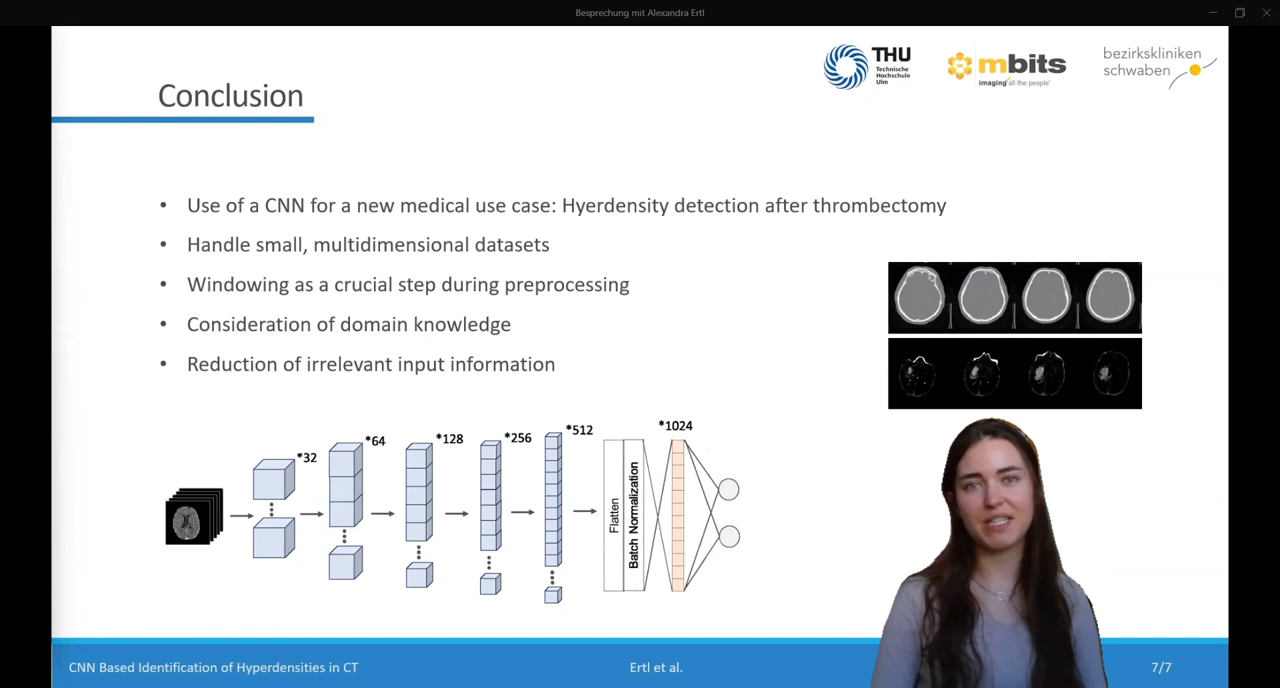 Besprechung mit Alexandra Ertl
THU
Technische
Hochschule
Ulm
mbits
imaging all the people
bezirkskliniken
schwaben
Conclusion
• Use of a CNN for a new medical use case: Hyerdensity detection after thrombectomy
• Handle small, multidimensional datasets
• Windowing as a crucial step during preprocessing
• Consideration of domain knowledge
• Reduction of irrelevant input information
*32
*64
*128
*256
*512
*1024
Flatten
Batch Normalization
CNN Based Identification of Hyperdensities in CT
Ertl et al.
7/7